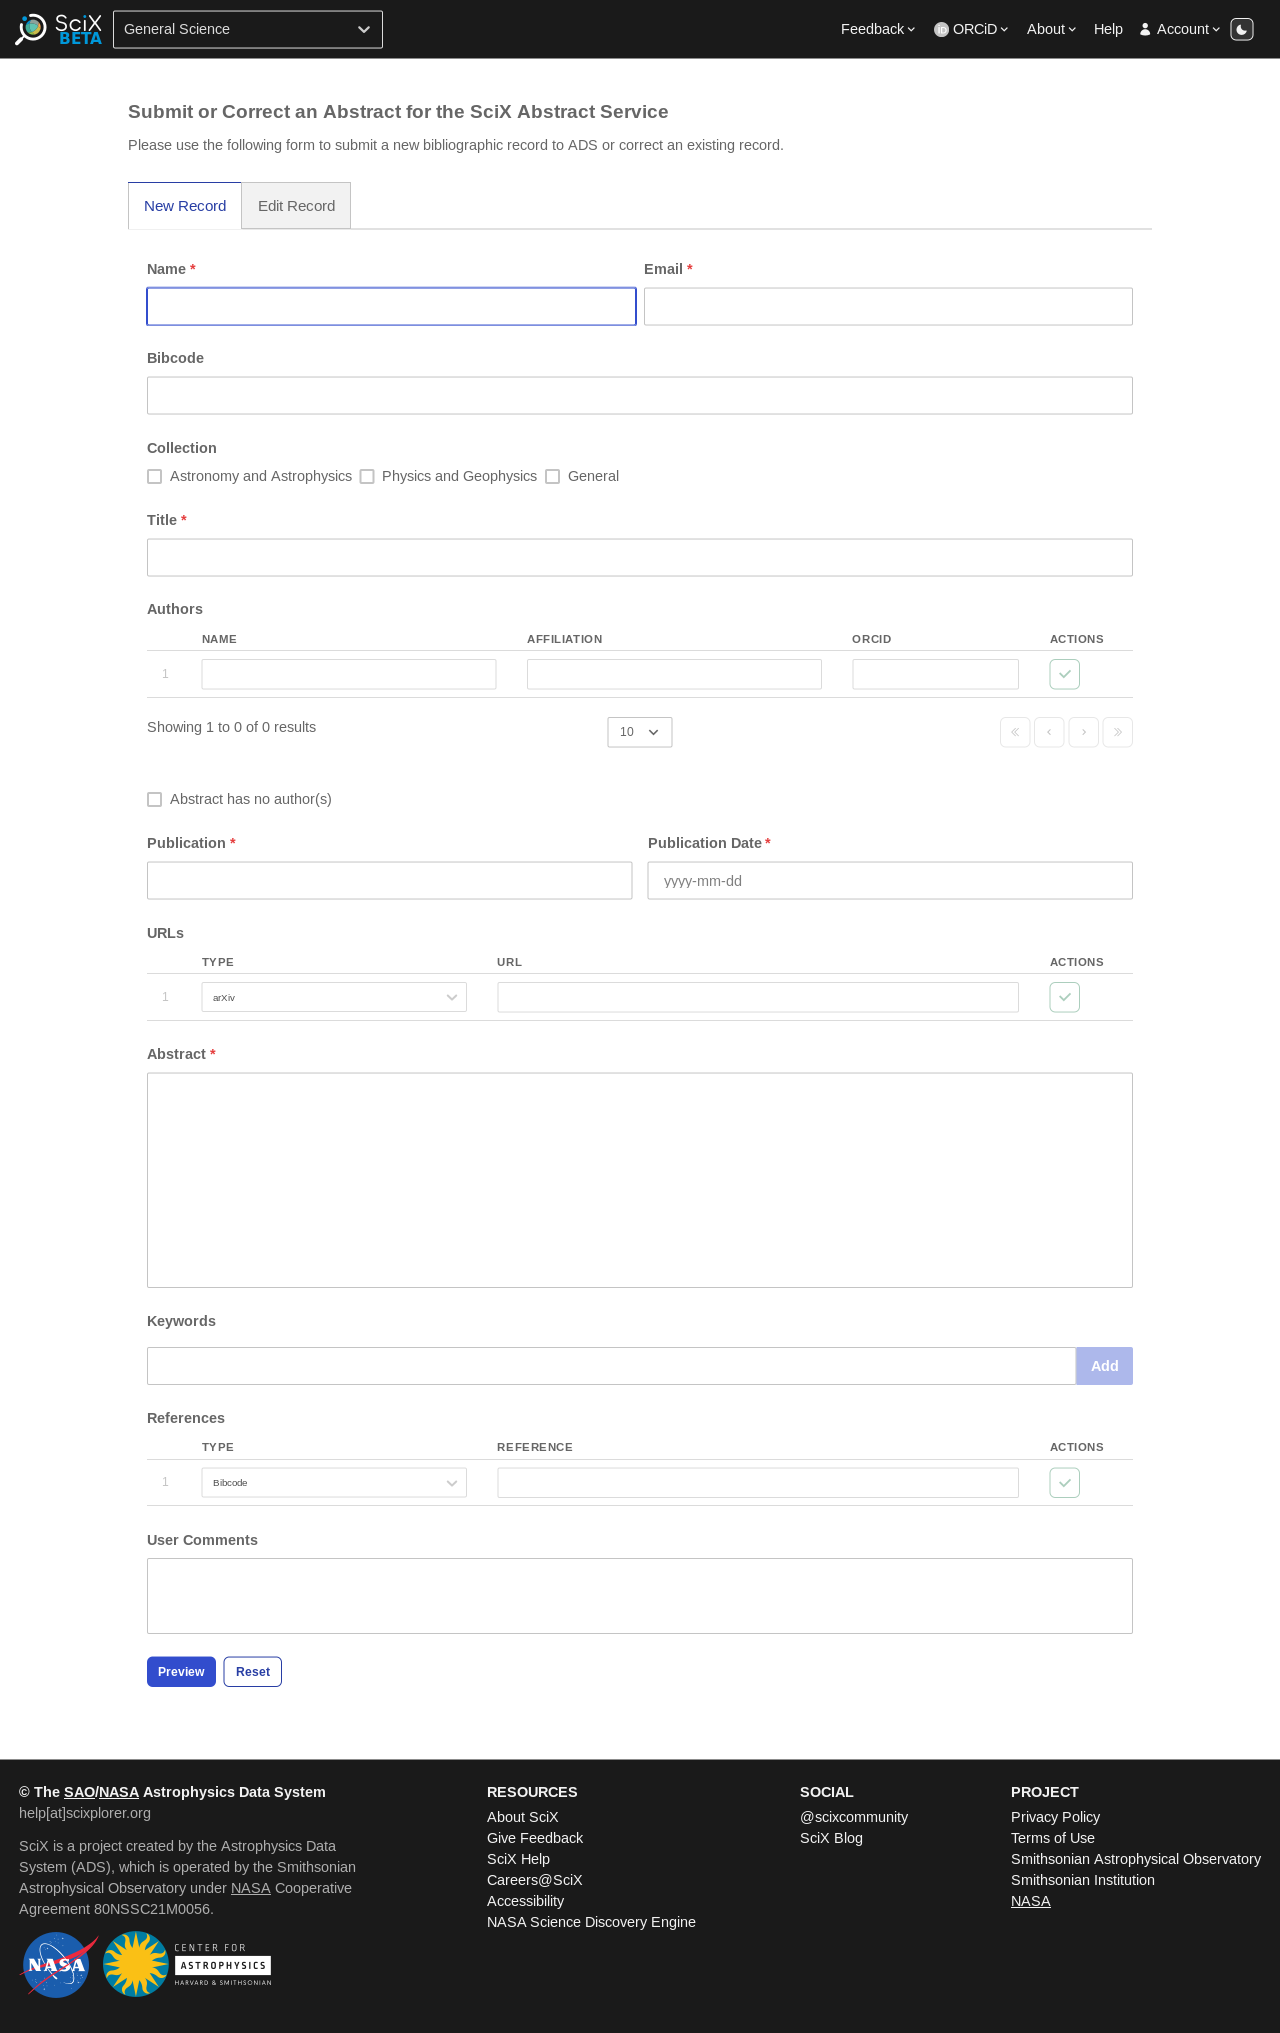 SciX
BETA
General Science
Feedback
iD ORCiD
About
Help
Account
Submit or Correct an Abstract for the SciX Abstract Service
Please use the following form to submit a new bibliographic record to ADS or correct an existing record.
New Record
Edit Record
Name *
Email *
Bibcode
Collection
Astronomy and Astrophysics
Physics and Geophysics
General
Title *
Authors
NAME AFFILIATION ORCID ACTIONS
1
Showing 1 to 0 of 0 results
10
Abstract has no author(s)
Publication *
Publication Date *
yyyy-mm-dd
URLs
TYPE URL ACTIONS
1 arXiv
Abstract *
Keywords
Add
References
TYPE REFERENCE ACTIONS
1 Bibcode
User Comments
Preview
Reset
© The SAO/NASA Astrophysics Data System
help[at]scixplorer.org
SciX is a project created by the Astrophysics Data
System (ADS), which is operated by the Smithsonian
Astrophysical Observatory under NASA Cooperative
Agreement 80NSSC21M0056.
NASA
CENTER FOR
ASTROPHYSICS
HARVARD & SMITHSONIAN
RESOURCES
About SciX
Give Feedback
SciX Help
Careers@SciX
Accessibility
NASA Science Discovery Engine
SOCIAL
@scixcommunity
SciX Blog
PROJECT
Privacy Policy
Terms of Use
Smithsonian Astrophysical Observatory
Smithsonian Institution
NASA